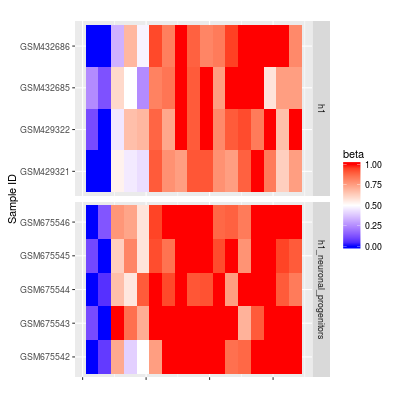 Sample ID
GSM432686
GSM432685
GSM429322
GSM429321
h1
GSM675546
GSM675545
GSM675544
GSM675543
GSM675542
h1_neuronal_progenitors
beta
1.00
0.75
0.50
0.25
0.00